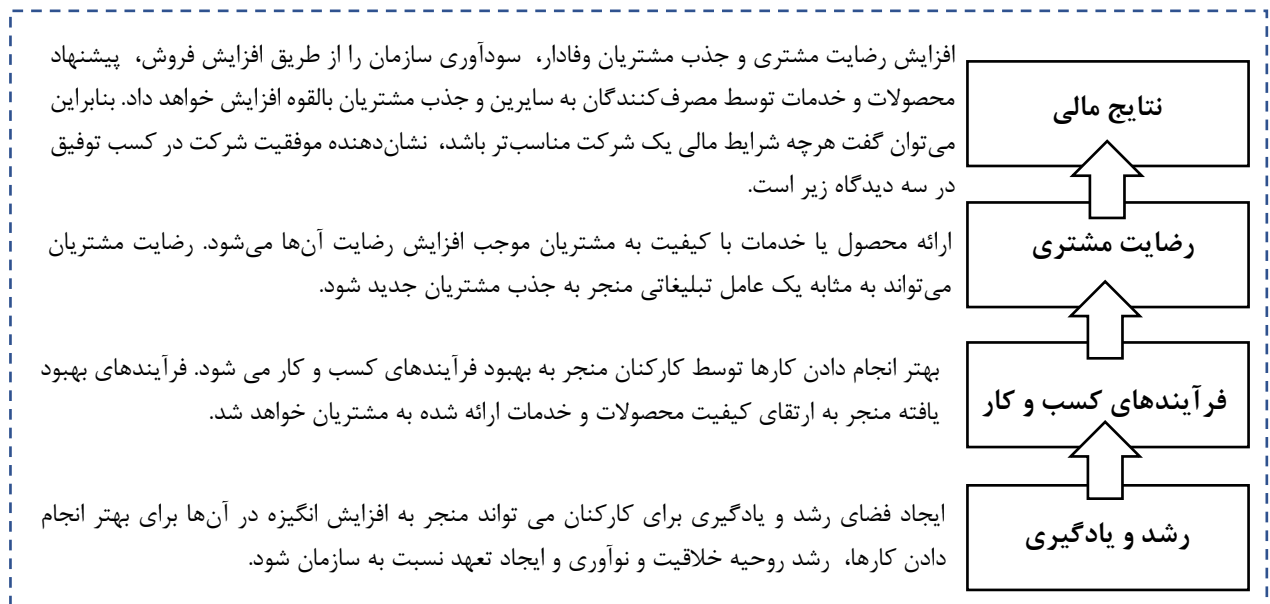 نتایج مالی
افزایش رضایت مشتری و جذب مشتریان وفادار، سودآوری سازمان را از طریق افزایش فروش، پیشنهاد
محصولات و خدمات توسط مصرف‌کنندگان به سایرین و جذب مشتریان بالقوه افزایش خواهد داد. بنابراین
می‌توان گفت هرچه شرایط مالی یک شرکت مناسب‌تر باشد، نشان‌دهنده موفقیت شرکت در کسب توفیق
در سه دیدگاه زیر است.
رضایت مشتری
ارائه محصول یا خدمات با کیفیت به مشتریان موجب افزایش رضایت آن‌ها می‌شود. رضایت مشتریان
می‌تواند به مثابه یک عامل تبلیغاتی منجر به جذب مشتریان جدید شود.
فرآیندهای کسب و کار
بهتر انجام دادن کارها توسط کارکنان منجر به بهبود فرآیندهای کسب و کار می شود. فرآیندهای بهبود
یافته منجر به ارتقای کیفیت محصولات و خدمات ارائه شده به مشتریان خواهد شد.
رشد و یادگیری
ایجاد فضای رشد و یادگیری برای کارکنان می تواند منجر به افزایش انگیزه در آن‌ها برای بهتر انجام
دادن کارها، رشد روحیه خلاقیت و نوآوری و ایجاد تعهد نسبت به سازمان شود.